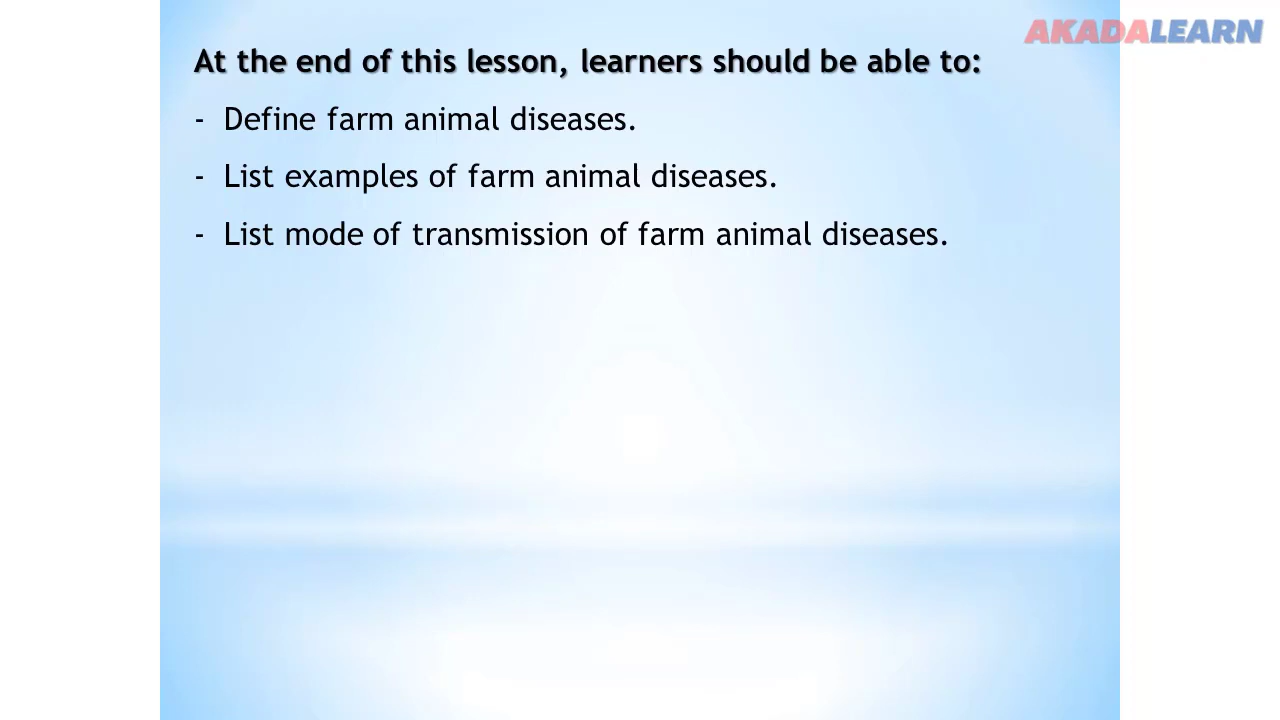 AKADALEARN
At the end of this lesson, learners should be able to:
- Define farm animal diseases.
- List examples of farm animal diseases.
- List mode of transmission of farm animal diseases.